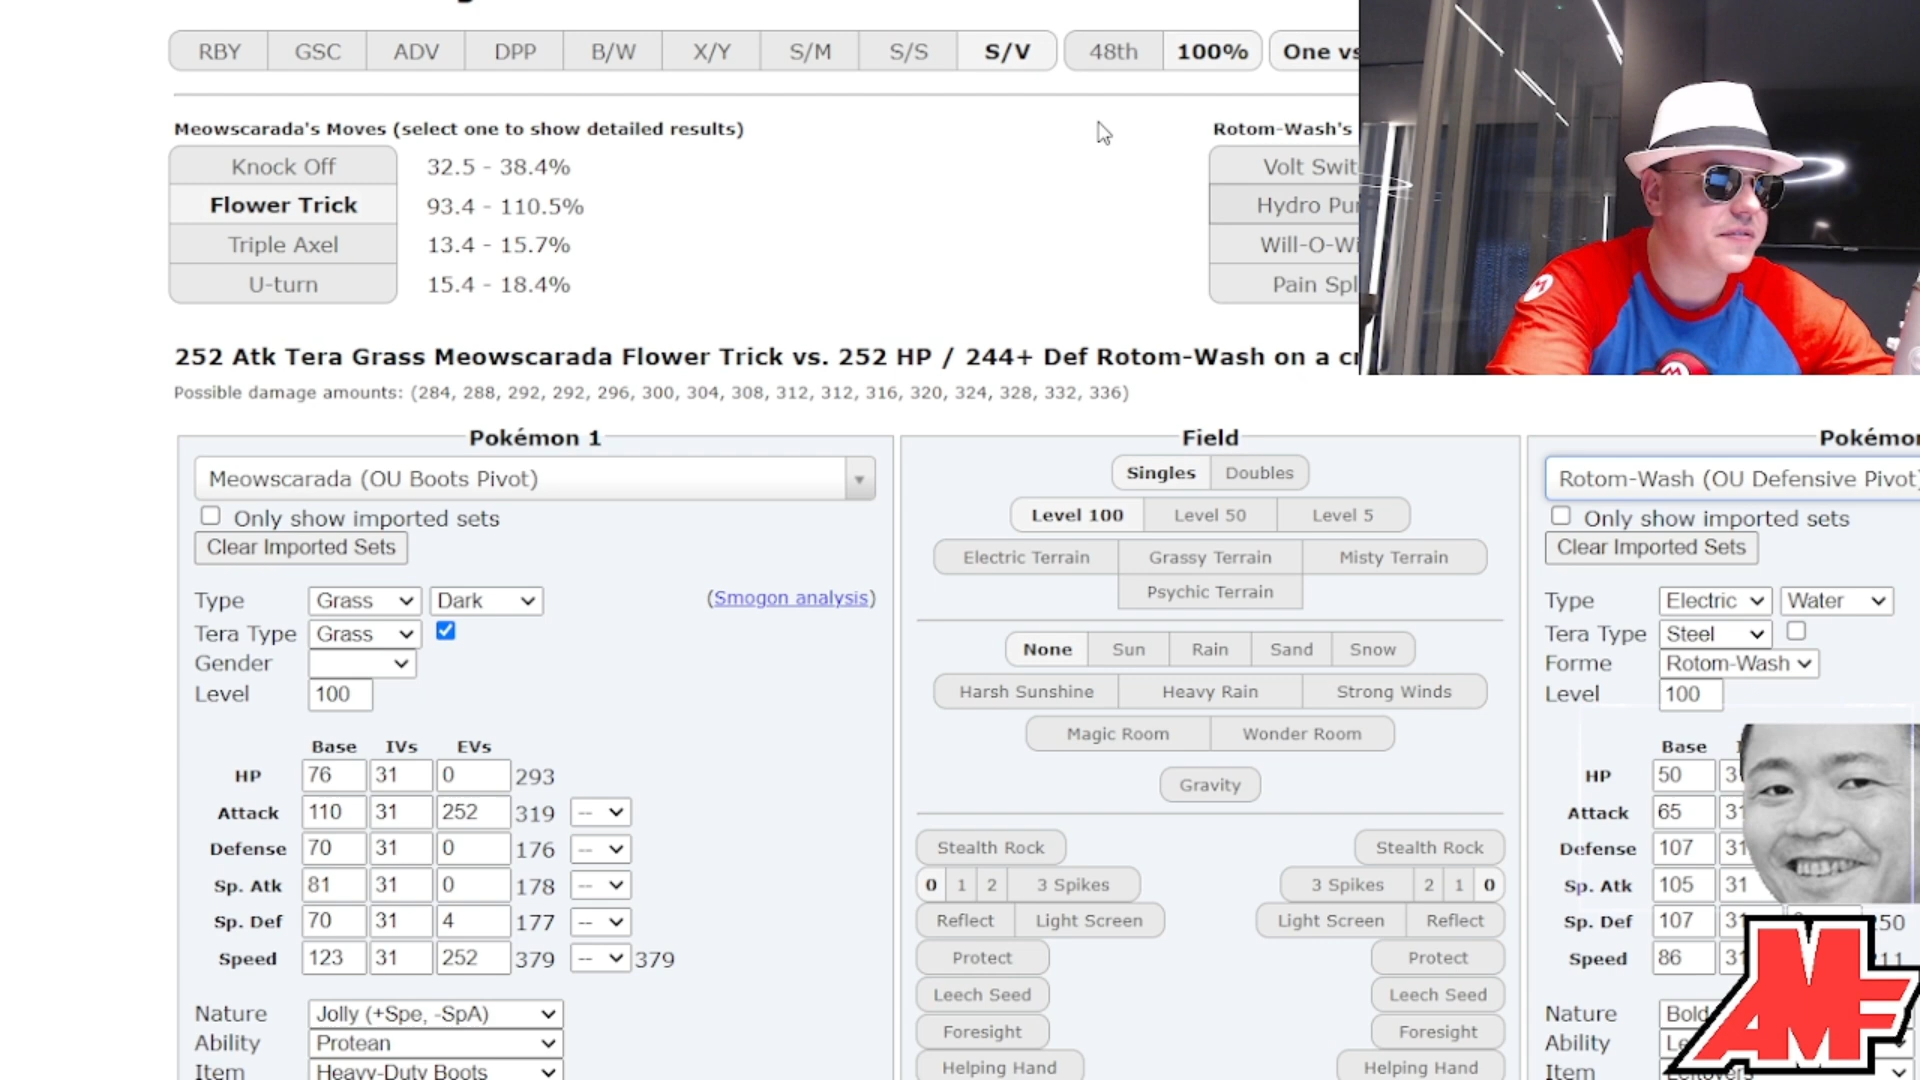 RBY GSC ADV DPP B/W X/Y S/M S/S S/V 48th 100% One vs
Meowscarada's Moves (select one to show detailed results)
Rotom-Wash's
Knock Off 32.5 - 38.4%
Flower Trick 93.4 - 110.5%
Triple Axel 13.4 - 15.7%
U-turn 15.4 - 18.4%
Volt Swit
Hydro Pu
Will-O-Wi
Pain Spl
252 Atk Tera Grass Meowscarada Flower Trick vs. 252 HP / 244+ Def Rotom-Wash on a cr
Possible damage amounts: (284, 288, 292, 292, 296, 300, 304, 308, 312, 312, 316, 320, 324, 328, 332, 336)
Pokémon 1
Meowscarada (OU Boots Pivot)
Only show imported sets
Clear Imported Sets
Type Grass Dark (Smogon analysis)
Tera Type Grass
Gender
Level 100
Base IVs EVs
HP 76 31 0 293
Attack 110 31 252 319 --
Defense 70 31 0 176 --
Sp. Atk 81 31 0 178 --
Sp. Def 70 31 4 177 --
Speed 123 31 252 379 -- 379
Nature Jolly (+Spe, -SpA)
Ability Protean
Item Heavy-Duty Boots
Field
Singles Doubles
Level 100 Level 50 Level 5
Electric Terrain Grassy Terrain Misty Terrain
Psychic Terrain
None Sun Rain Sand Snow
Harsh Sunshine Heavy Rain Strong Winds
Magic Room Wonder Room
Gravity
Stealth Rock Stealth Rock
0 1 2 3 Spikes 3 Spikes 2 1 0
Reflect Light Screen Light Screen Reflect
Protect Protect
Leech Seed Leech Seed
Foresight Foresight
Helping Hand Helping Hand
Pokémon
Rotom-Wash (OU Defensive Pivot)
Only show imported sets
Clear Imported Sets
Type Electric Water
Tera Type Steel
Forme Rotom-Wash
Level 100
Base
HP 50 3
Attack 65 31
Defense 107 31
Sp. Atk 105 31
Sp. Def 107 31 250
Speed 86 31 211
Nature Bold
Ability Le
Item
AMF